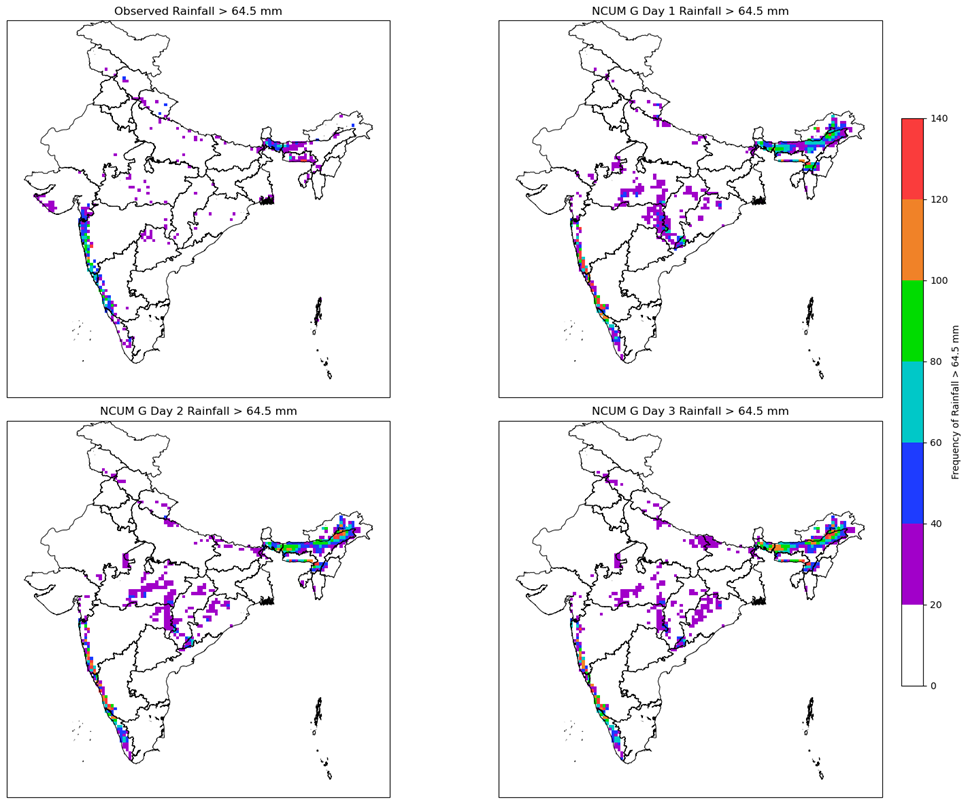 Observed Rainfall > 64.5 mm
NCUM G Day 1 Rainfall > 64.5 mm
NCUM G Day 2 Rainfall > 64.5 mm
NCUM G Day 3 Rainfall > 64.5 mm
140
120
100
80
60
40
20
0
Frequency of Rainfall > 64.5 mm